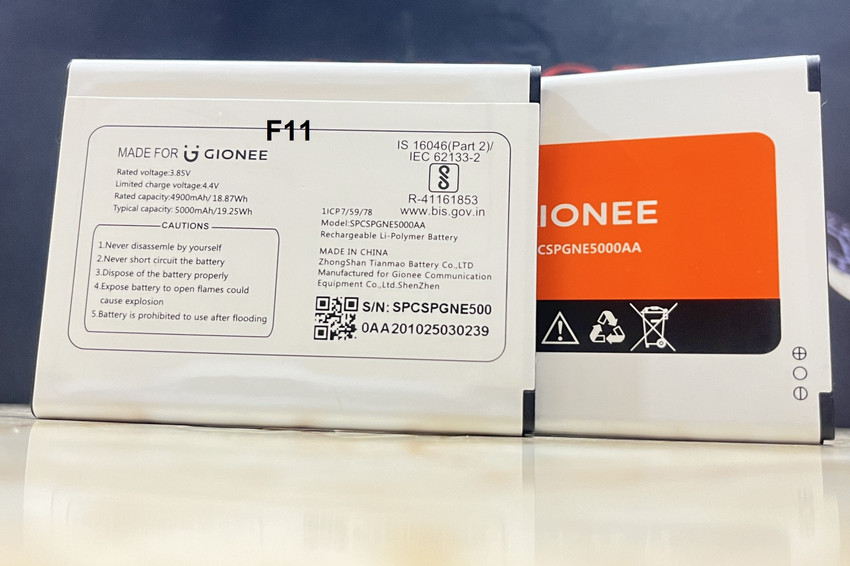 F11
MADE FOR GIONEE
Rated voltage:3.85V
Limited charge voltage:4.4V
Rated capacity:4900mAh/ 18.87Wh
Typical capacity: 5000mAh/19.25Wh
CAUTIONS
1.Never disassemle by yourself
2.Never short circuit the battery
3.Dispose of the battery properly
4.Expose battery to open flames could
cause explosion
5.Battery is prohibited to use after flooding
IS 16046(Part 2)/
IEC 62133-2
R-41161853
www.bis.gov.in
1ICP7/59/78
Model:SPCSPGNE5000AA
Rechargeable Li-Polymer Battery
MADE IN CHINA
ZhongShan Tianmao Battery Co.,LTD
Manufactured for Gionee Communication
Equipment Co.,Ltd.ShenZhen
S/N: SPCSPGNE500
0AA201025030239
IONEE
CSPGNE5000AA